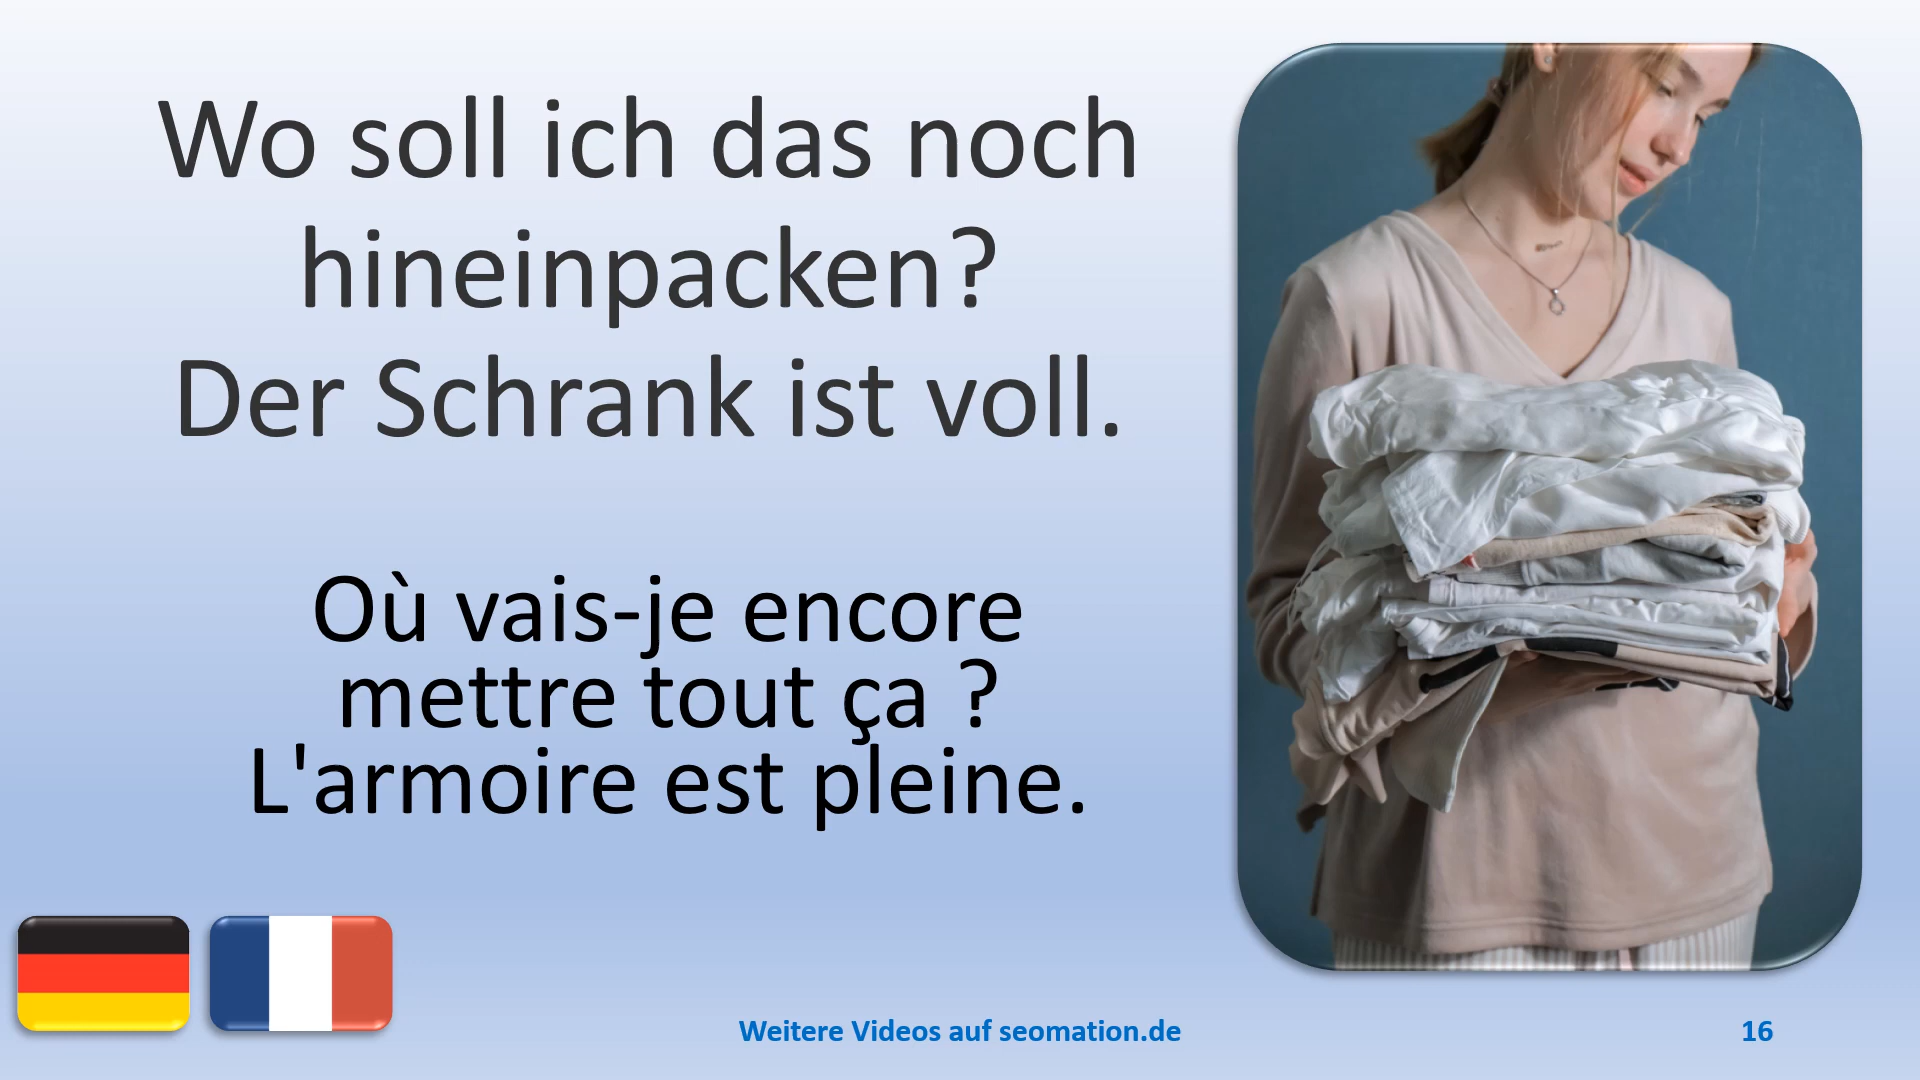 Wo soll ich das noch
hineinpacken?
Der Schrank ist voll.
Où vais-je encore
mettre tout ça ?
L'armoire est pleine.
Weitere Videos auf seomation.de
16